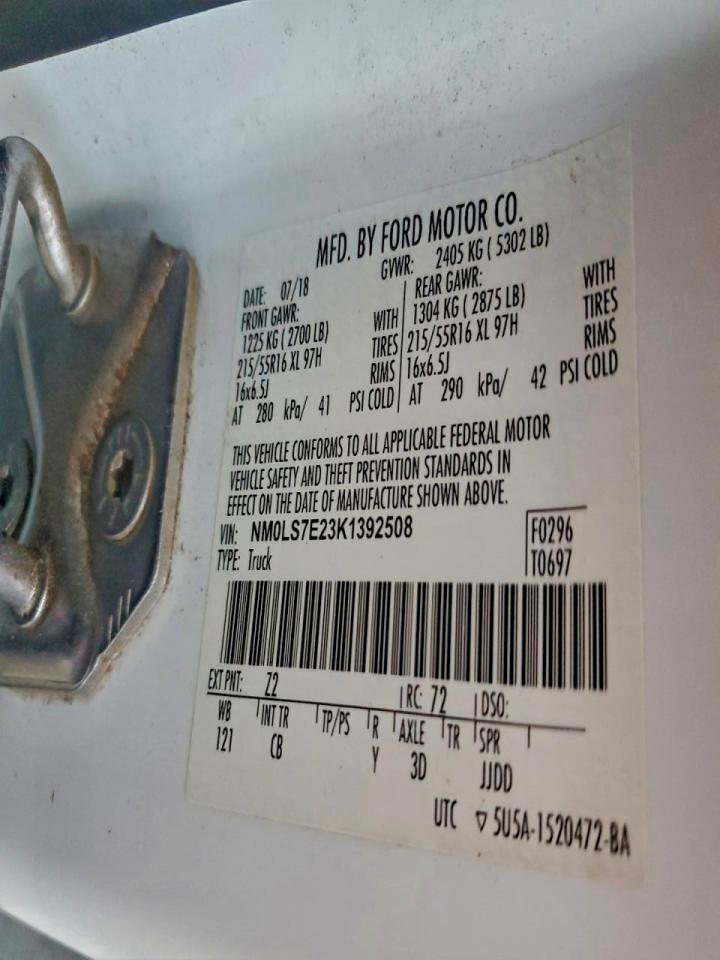 MFD. BY FORD MOTOR CO.
DATE: 07/18 GVWR: 2405 KG ( 5302 LB)
FRONT GAWR: REAR GAWR:
1225 KG ( 2700 LB) WITH 1304 KG ( 2875 LB) WITH
215/55R16 XL 97H TIRES 215/55R16 XL 97H TIRES
16x6.5J RIMS 16x6.5J RIMS
AT 280 kPa/ 41 PSI COLD AT 290 kPa/ 42 PSI COLD
THIS VEHICLE CONFORMS TO ALL APPLICABLE FEDERAL MOTOR
VEHICLE SAFETY AND THEFT PREVENTION STANDARDS IN
EFFECT ON THE DATE OF MANUFACTURE SHOWN ABOVE.
VIN: NM0LS7E23K1392508 F0296
TYPE: Truck T0697
EXT PNT: Z2 RC: 72 DSO:
WB INT TR TP/PS R AXLE TR SPR
121 CB Y 3D JJDD
UTC ▽ 5U5A-1520472-BA